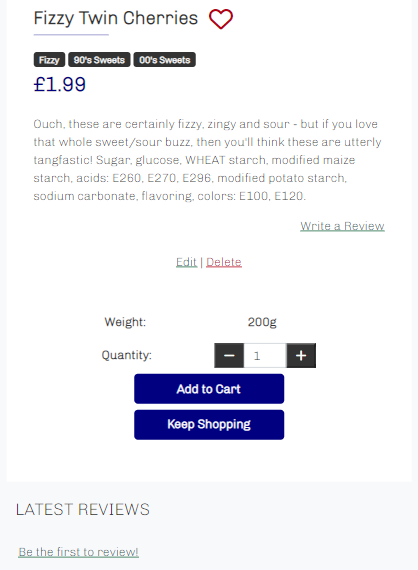 Fizzy Twin Cherries
Fizzy 90's Sweets 00's Sweets
£1.99
Ouch, these are certainly fizzy, zingy and sour - but if you love
that whole sweet/sour buzz, then you'll think these are utterly
tangfastic! Sugar, glucose, WHEAT starch, modified maize
starch, acids: E260, E270, E296, modified potato starch,
sodium carbonate, flavoring, colors: E100, E120.
Write a Review
Edit | Delete
Weight: 200g
Quantity: − 1 +
Add to Cart
Keep Shopping
LATEST REVIEWS
Be the first to review!